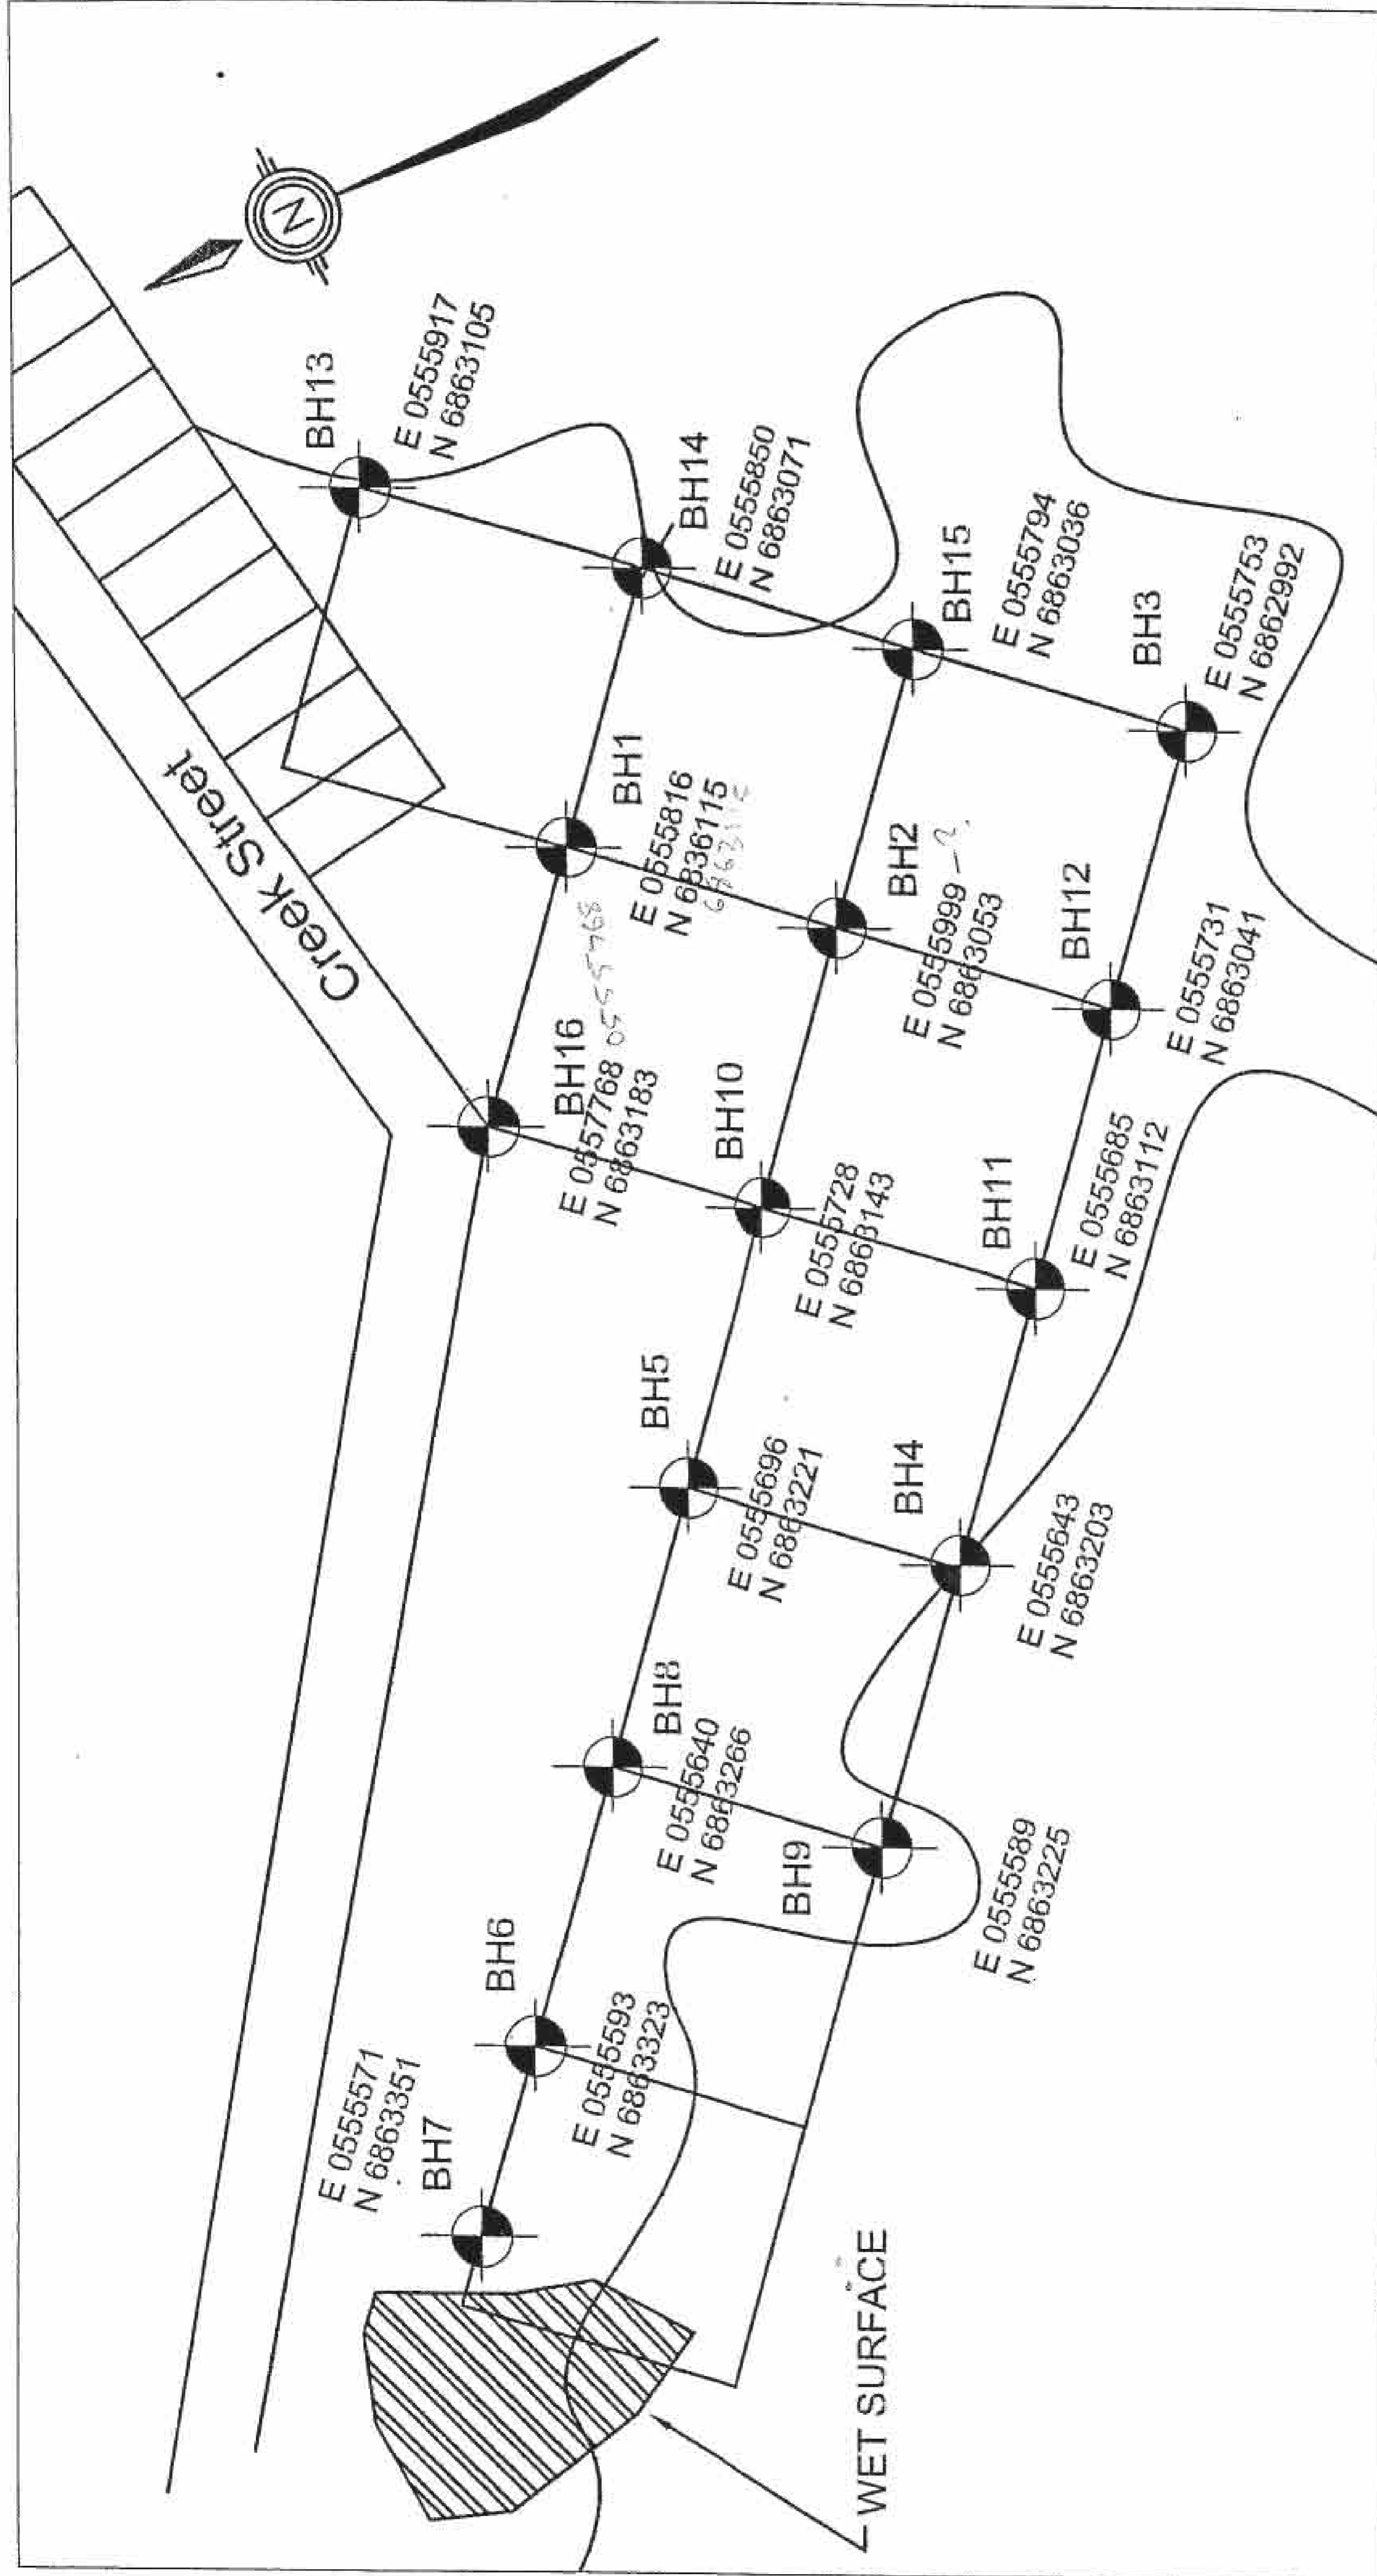 N
Creek Street
BH13
E 0555917
N 6863105
BH14
E 0555850
N 6863071
BH15
E 0555794
N 6863036
BH3
E 0555753
N 6862992
BH1
E 0555816
N 6836115
6863115
BH2
E 0555999 -?.
N 6863053
BH12
E 0555731
N 6863041
BH16
E 0557768
N 6863183
BH10
E 0555728
N 6863143
BH11
E 0555685
N 6863112
BH5
E 0555696
N 6863221
BH4
E 0555643
N 6863203
BH8
E 0555640
N 6863266
BH9
E 0555589
N 6863225
BH6
E 0555593
N 6863323
BH7
E 0555571
N 6863351
WET SURFACE